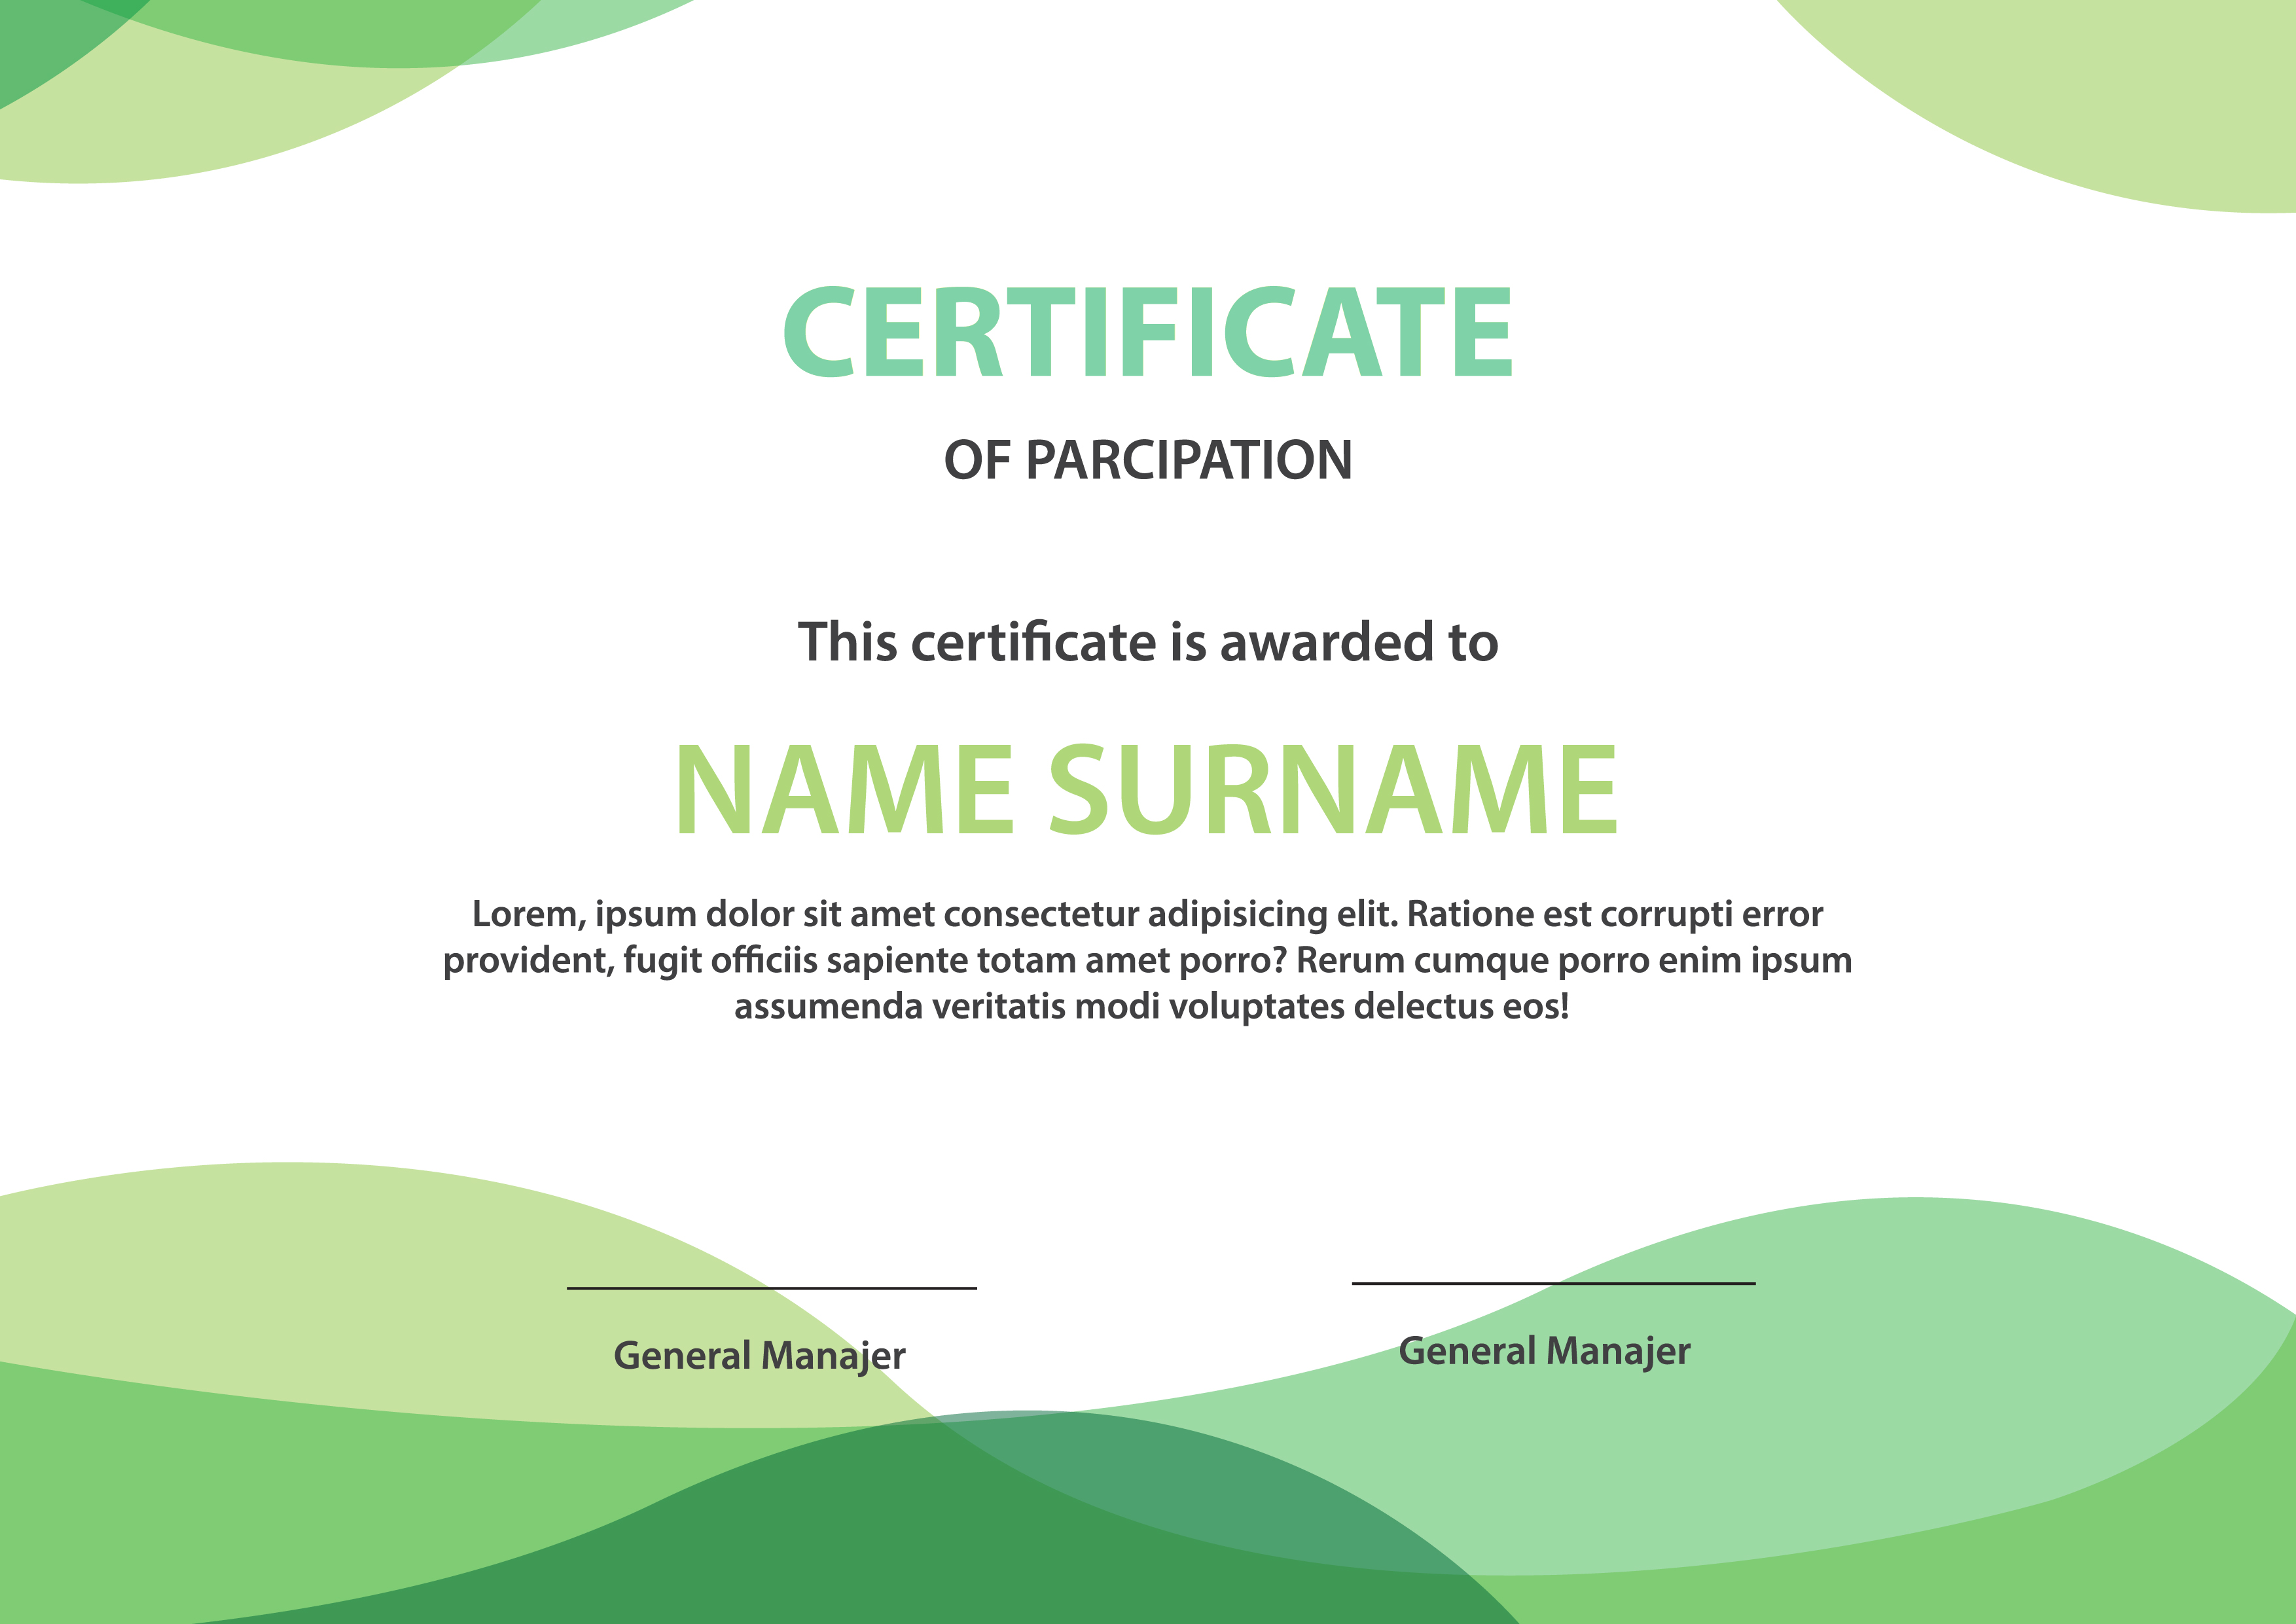 CERTIFICATE
OF PARCIPATION
This certificate is awarded to
NAME SURNAME
Lorem, ipsum dolor sit amet consectetur adipisicing elit. Ratione est corrupti error
provident, fugit officiis sapiente totam amet porro? Rerum cumque porro enim ipsum
assumenda veritatis modi voluptates delectus eos!
General Manajer
General Manajer